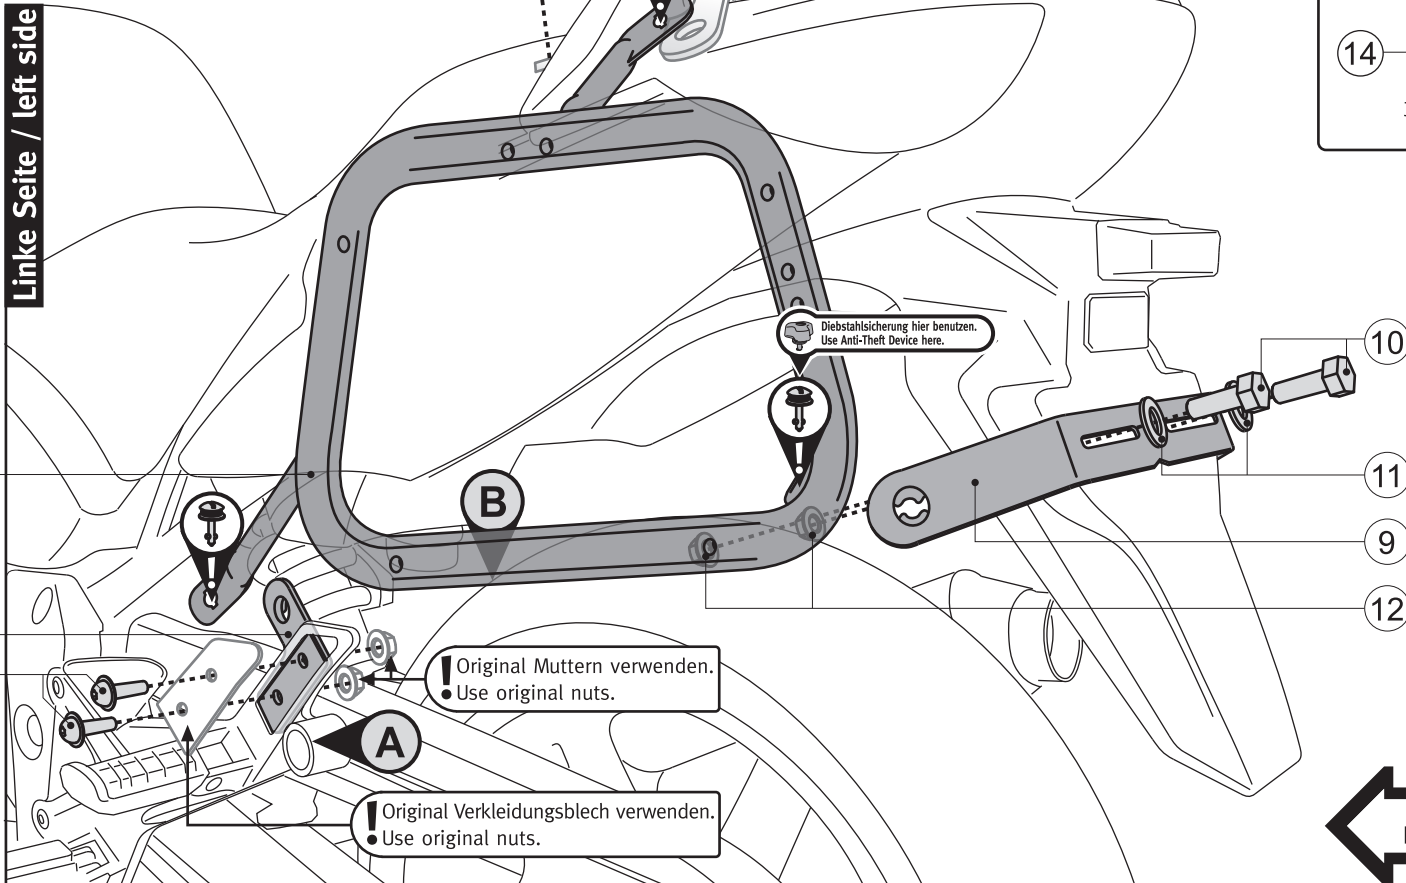 Linke Seite / left side
14
Diebstahlsicherung hier benutzen.
Use Anti-Theft Device here.
10
11
9
12
B
! Original Muttern verwenden.
Use original nuts.
A
! Original Verkleidungsblech verwenden.
Use original nuts.